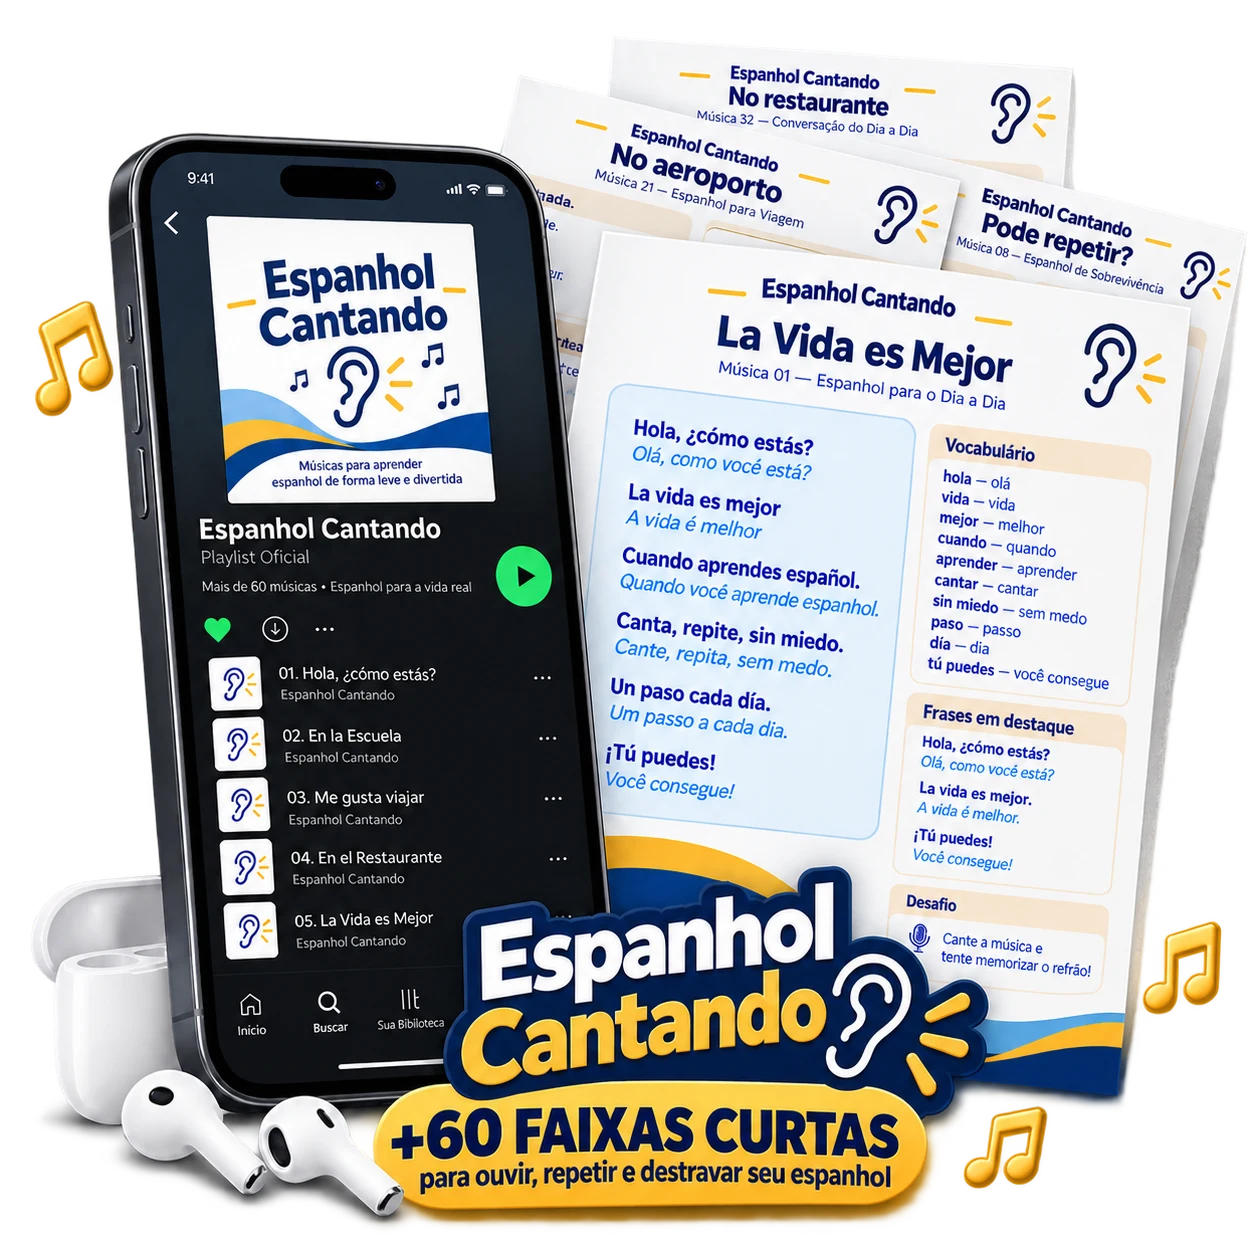 9:41
Espanhol
Cantando
Músicas para aprender
espanhol de forma leve e divertida
Espanhol Cantando
Playlist Oficial
Mais de 60 músicas • Espanhol para a vida real
01. Hola, ¿cómo estás?
Espanhol Cantando
02. En la Escuela
Espanhol Cantando
03. Me gusta viajar
Espanhol Cantando
04. En el Restaurante
Espanhol Cantando
05. La Vida es Mejor
Espanhol Cantando
Início
Buscar
Sua Bibiloteca
Espanhol Cantando
No restaurante
Música 32 — Conversação do Dia a Dia
Espanhol Cantando
No aeroporto
Música 21 — Espanhol para Viagem
Espanhol Cantando
Pode repetir?
Música 08 — Espanhol de Sobrevivência
Espanhol Cantando
La Vida es Mejor
Música 01 — Espanhol para o Dia a Dia
Hola, ¿cómo estás?
Olá, como você está?
La vida es mejor
A vida é melhor
Cuando aprendes español.
Quando você aprende espanhol.
Canta, repite, sin miedo.
Cante, repita, sem medo.
Un paso cada día.
Um passo a cada dia.
¡Tú puedes!
Você consegue!
Vocabulário
hola — olá
vida — vida
mejor — melhor
cuando — quando
aprender — aprender
cantar — cantar
sin miedo — sem medo
paso — passo
día — dia
tú puedes — você consegue
Frases em destaque
Hola, ¿cómo estás?
Olá, como você está?
La vida es mejor.
A vida é melhor.
¡Tú puedes!
Você consegue!
Desafio
Cante a música e
tente memorizar o refrão!
Espanhol
Cantando
+60 FAIXAS CURTAS
para ouvir, repetir e destravar seu espanhol